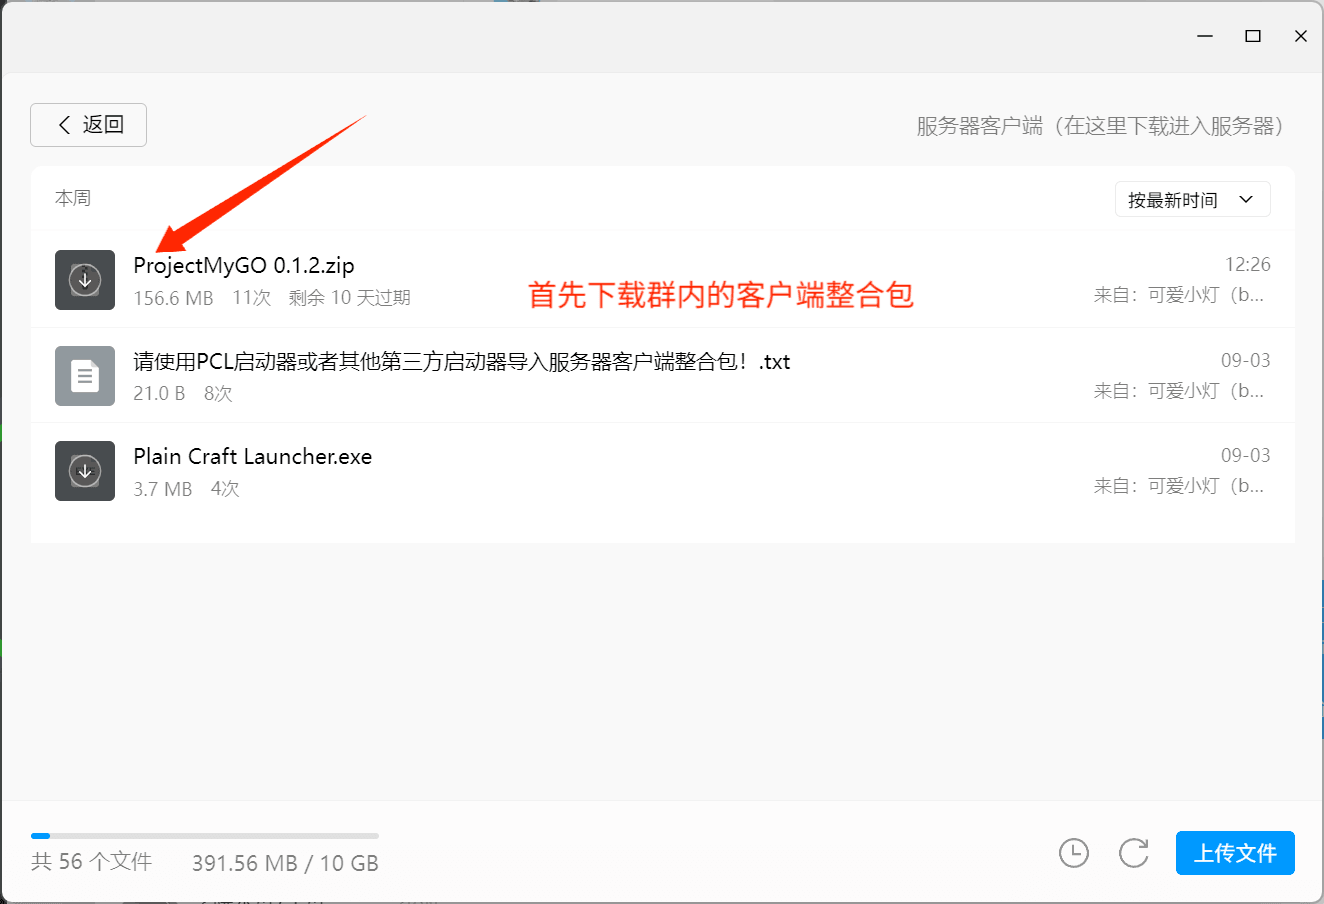 返回
服务器客户端（在这里下载进入服务器）
本周
按最新时间
ProjectMyGO 0.1.2.zip
12:26
156.6 MB 11次 剩余 10 天过期
首先下载群内的客户端整合包
来自：可爱小灯（b...
请使用PCL启动器或者其他第三方启动器导入服务器客户端整合包！.txt
09-03
21.0 B 8次
来自：可爱小灯（b...
Plain Craft Launcher.exe
09-03
3.7 MB 4次
来自：可爱小灯（b...
共 56 个文件
391.56 MB / 10 GB
上传文件